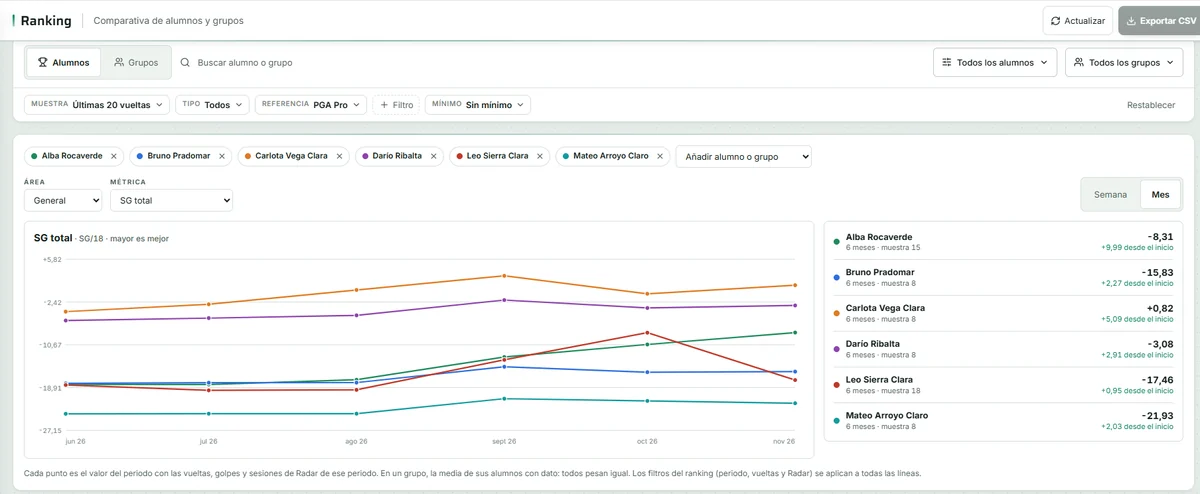 Ranking Comparativa de alumnos y grupos Actualizar Exportar CSV
Alumnos Grupos Buscar alumno o grupo Todos los alumnos Todos los grupos
MUESTRA Últimas 20 vueltas TIPO Todos REFERENCIA PGA Pro + Filtro MÍNIMO Sin mínimo Restablecer
Alba Rocaverde × Bruno Pradomar × Carlota Vega Clara × Darío Ribalta × Leo Sierra Clara × Mateo Arroyo Claro × Añadir alumno o grupo
ÁREA MÉTRICA
General SG total Semana Mes
SG total · SG/18 · mayor es mejor
+5,82
-2,42
-10,67
-18,91
-27,15
jun 26 jul 26 ago 26 sept 26 oct 26 nov 26
Alba Rocaverde -8,31
6 meses · muestra 15 +9,99 desde el inicio
Bruno Pradomar -15,83
6 meses · muestra 8 +2,27 desde el inicio
Carlota Vega Clara +0,82
6 meses · muestra 8 +5,09 desde el inicio
Darío Ribalta -3,08
6 meses · muestra 8 +2,91 desde el inicio
Leo Sierra Clara -17,46
6 meses · muestra 18 +0,95 desde el inicio
Mateo Arroyo Claro -21,93
6 meses · muestra 8 +2,03 desde el inicio
Cada punto es el valor del periodo con las vueltas, golpes y sesiones de Radar de ese periodo. En un grupo, la media de sus alumnos con dato: todos pesan igual. Los filtros del ranking (periodo, vueltas y Radar) se aplican a todas las líneas.